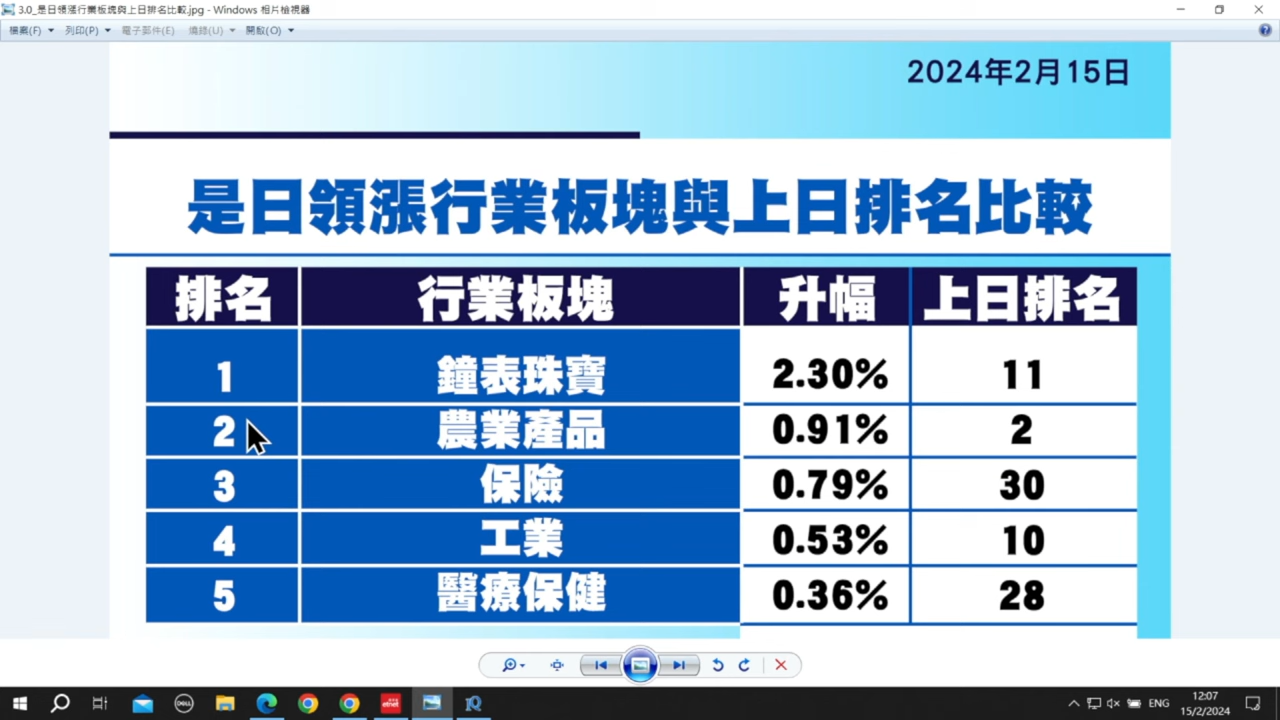 3.0_是日領漲行業板塊與上日排名比較.jpg - Windows 相片檢視器
檔案(F) 列印(P) 電子郵件(E) 燒錄(U) 開啟(O)
2024年2月15日
是日領漲行業板塊與上日排名比較
排名 行業板塊 升幅 上日排名
1 鐘表珠寶 2.30% 11
2 農業產品 0.91% 2
3 保險 0.79% 30
4 工業 0.53% 10
5 醫療保健 0.36% 28
DELL etnet ENG 12:07
15/2/2024